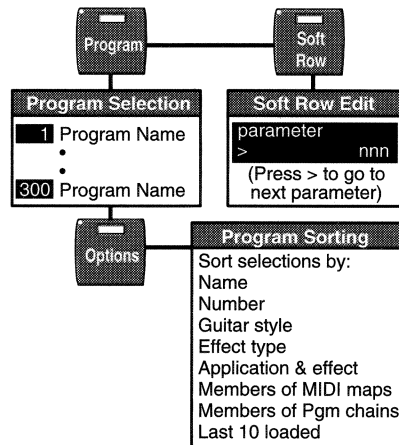 Program
Soft
Row
Program Selection
1 Program Name
•
•
300 Program Name
Soft Row Edit
parameter
> nnn
(Press > to go to
next parameter)
Options
Program Sorting
Sort selections by:
Name
Number
Guitar style
Effect type
Application & effect
Members of MIDI maps
Members of Pgm chains
Last 10 loaded